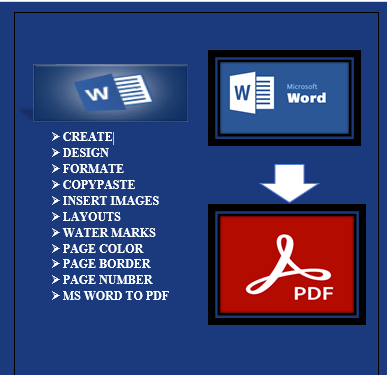 W
CREATE
DESIGN
FORMATE
COPYPASTE
INSERT IMAGES
LAYOUTS
WATER MARKS
PAGE COLOR
PAGE BORDER
PAGE NUMBER
MS WORD TO PDF
W
Microsoft
Word
PDF